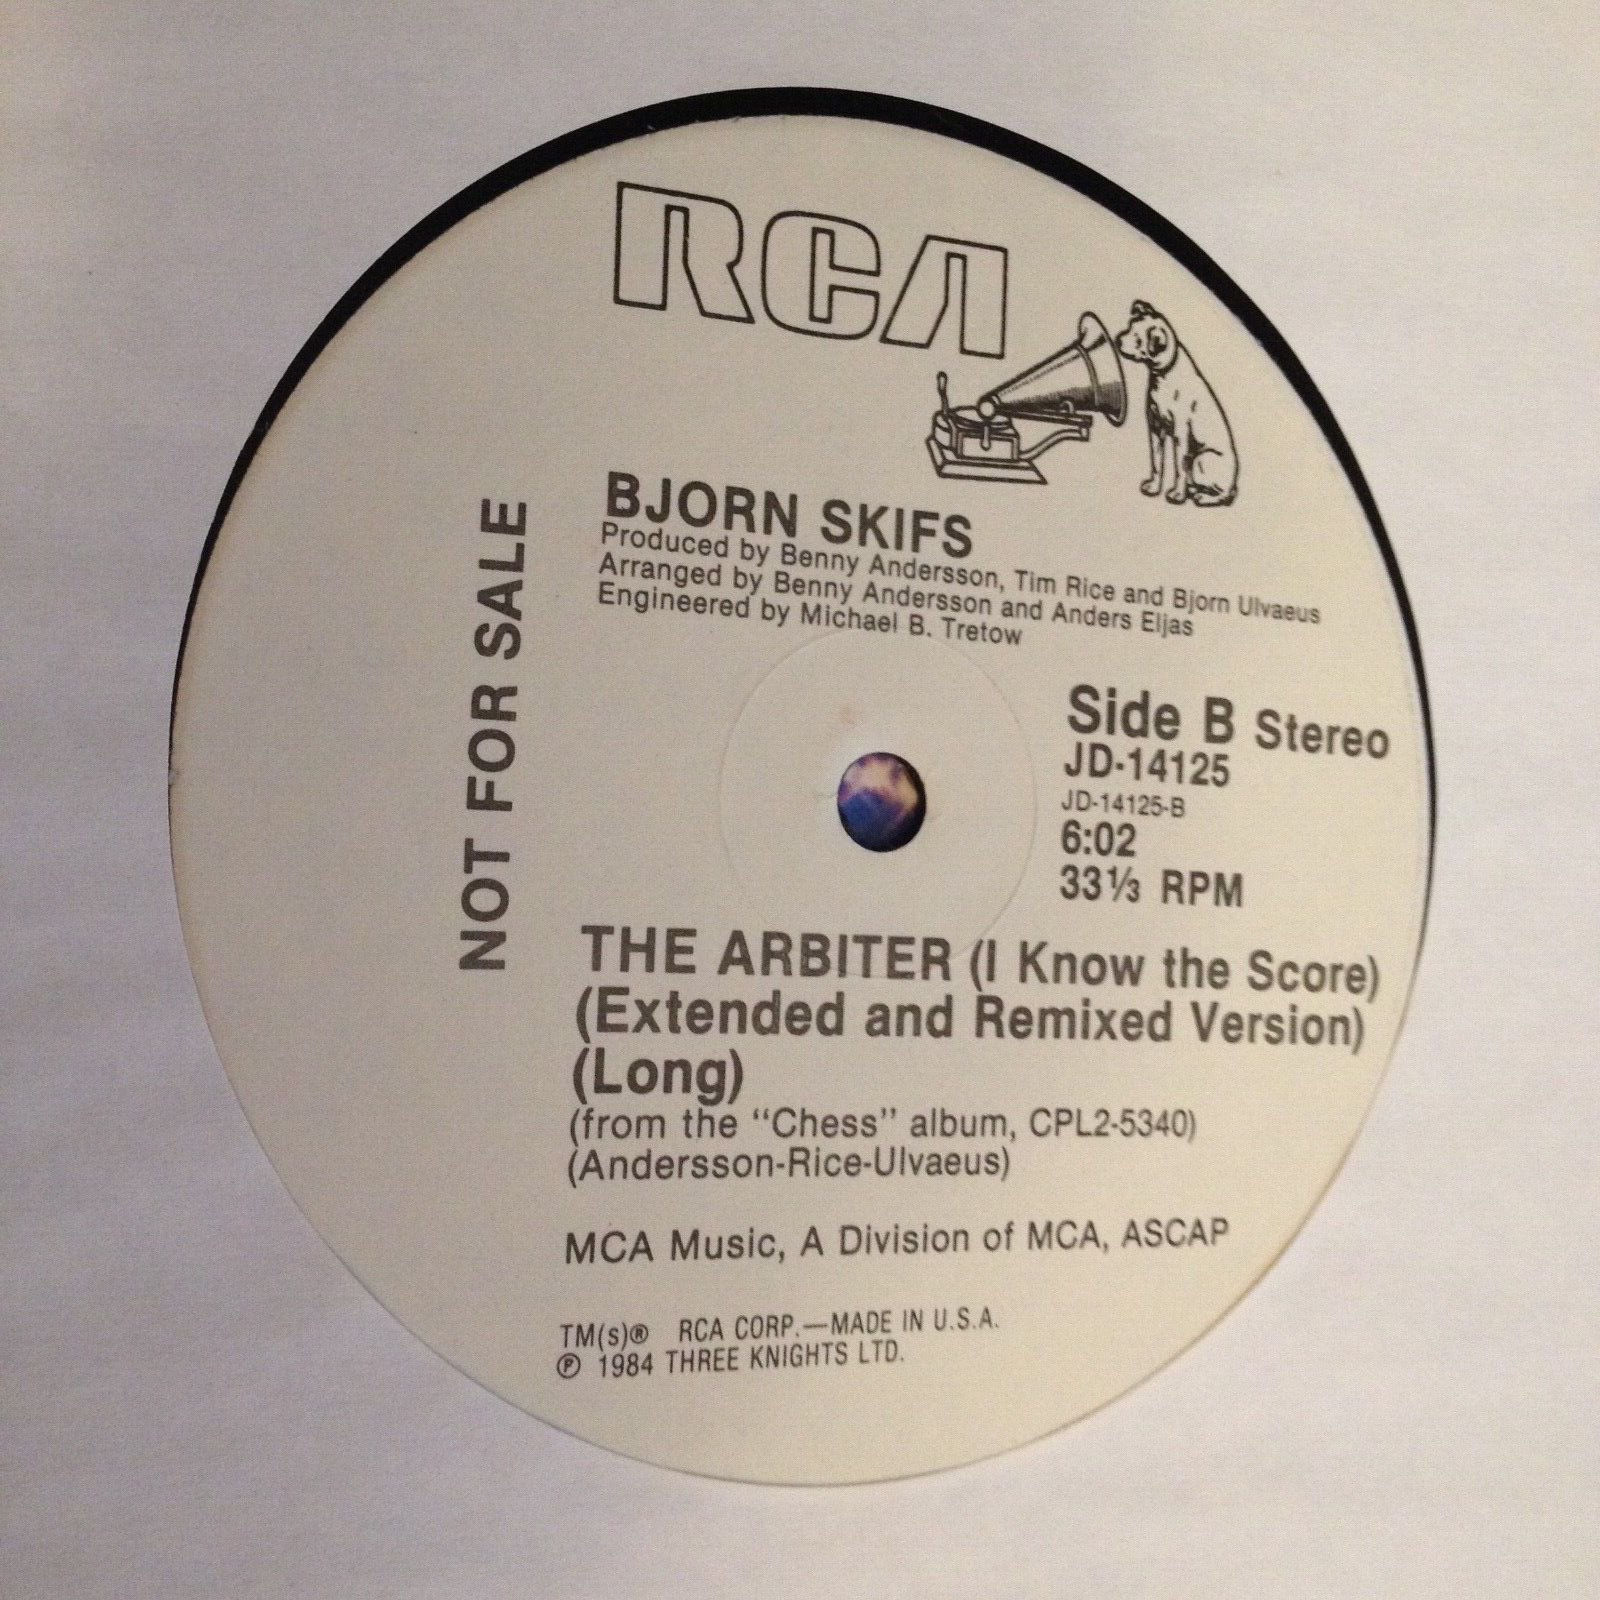 RCA
BJORN SKIFS
Produced by Benny Andersson, Tim Rice and Bjorn Ulvaeus
Arranged by Benny Andersson and Anders Eljas
Engineered by Michael B. Tretow
NOT FOR SALE
Side B Stereo
JD-14125
JD-14125-B
6:02
33⅓ RPM
THE ARBITER (I Know the Score)
(Extended and Remixed Version)
(Long)
(from the "Chess" album, CPL2-5340)
(Andersson-Rice-Ulvaeus)
MCA Music, A Division of MCA, ASCAP
TM(s)® RCA CORP.—MADE IN U.S.A.
℗ 1984 THREE KNIGHTS LTD.